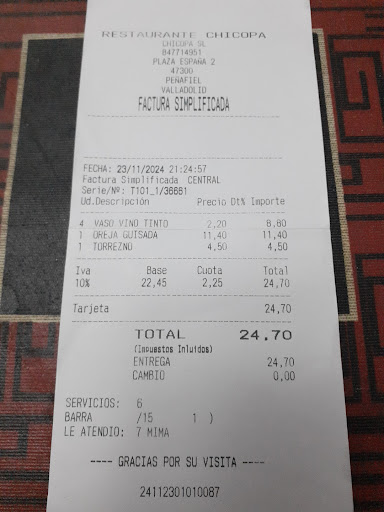 RESTAURANTE CHICOPA
CHICOPA SL
B47714951
PLAZA ESPAÑA 2
47300
PEÑAFIEL
VALLADOLID
FACTURA SIMPLIFICADA
FECHA: 23/11/2024 21:24:57
Factura Simplificada CENTRAL
Serie/Nº: T101_1/36661
Ud.Descripción Precio Dt% Importe
4 VASO VINO TINTO 2,20 8,80
1 OREJA GUISADA 11,40 11,40
1 TORREZNO 4,50 4,50
Iva Base Cuota Total
10% 22,45 2,25 24,70
Tarjeta 24,70
TOTAL 24,70
(Impuestos Inluidos)
ENTREGA 24,70
CAMBIO 0,00
SERVICIOS: 6
BARRA /15 1 )
LE ATENDIO: 7 MIMA
---- GRACIAS POR SU VISITA ----
24112301010087